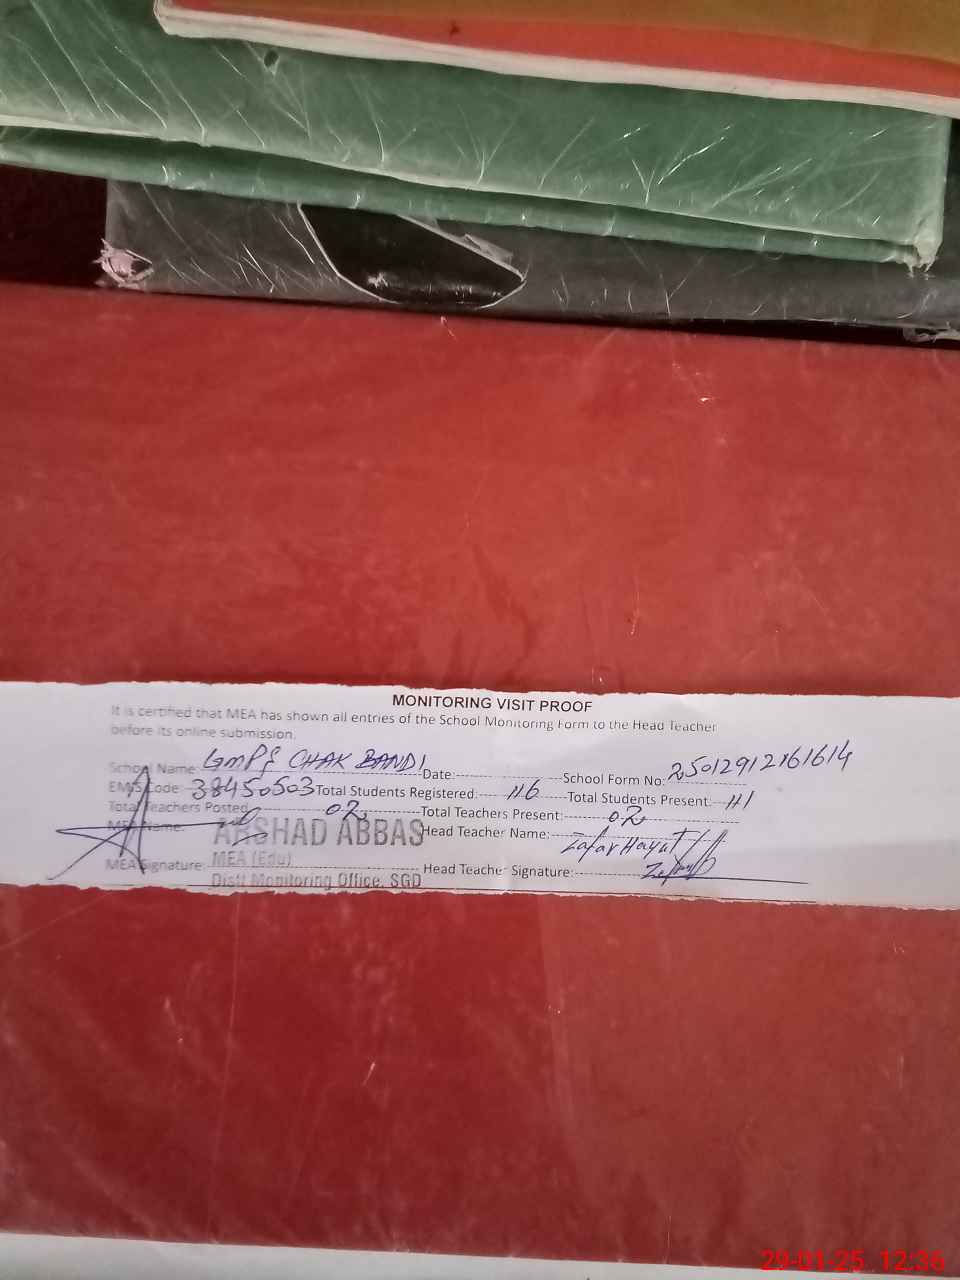 MONITORING VISIT PROOF
It is certified that MEA has shown all entries of the School Monitoring Form to the Head Teacher
before its online submission.
School Name: GMPS CHAK BANDI Date: School Form No: 25012912161614
EMIS Code: 38450503 Total Students Registered: 116 Total Students Present: 111
Total Teachers Posted 02 Total Teachers Present: 02
MEA Name: ARSHAD ABBAS Head Teacher Name: Zafar Hayat
MEA Signature: MEA (Edu) Head Teacher Signature:
Distt Monitoring Office, SGD
29-01-25 12:36